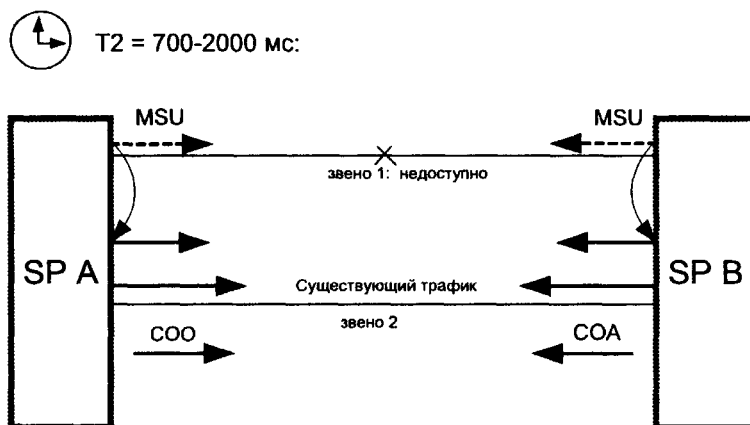 T2 = 700-2000 мс:
MSU
MSU
звено 1: недоступно
SP A
SP B
Существующий трафик
звено 2
COO
COA